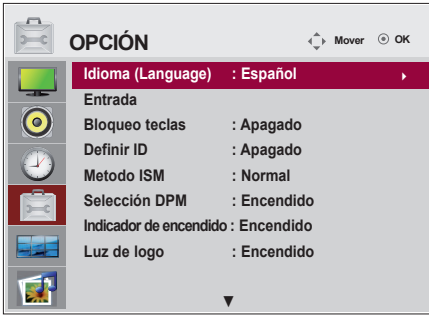 OPCIÓN Mover OK
Idioma (Language) : Español
Entrada
Bloqueo teclas : Apagado
Definir ID : Apagado
Metodo ISM : Normal
Selección DPM : Encendido
Indicador de encendido : Encendido
Luz de logo : Encendido